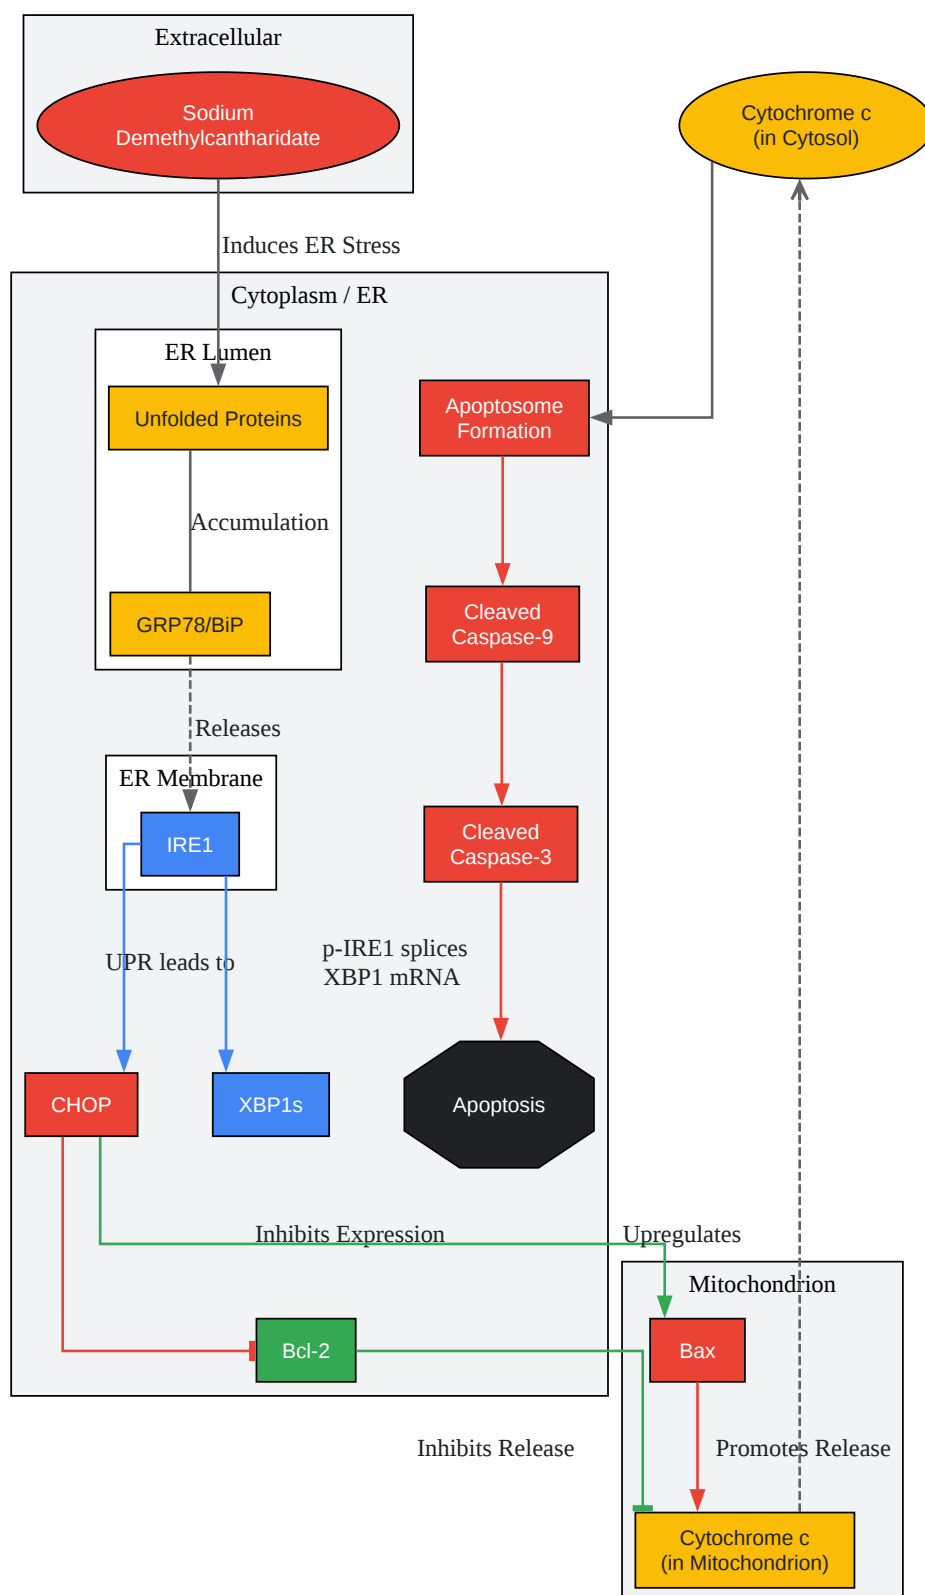 Extracellular
Sodium
Demethylcantharidate
Cytochrome c
(in Cytosol)
Induces ER Stress
Cytoplasm / ER
ER Lumen
Unfolded Proteins
Apoptosome
Formation
Accumulation
GRP78/BiP
Cleaved
Caspase-9
Releases
ER Membrane
IRE1
Cleaved
Caspase-3
UPR leads to
p-IRE1 splices
XBP1 mRNA
CHOP
XBP1s
Apoptosis
Inhibits Expression
Upregulates
Mitochondrion
Bcl-2
Bax
Inhibits Release
Promotes Release
Cytochrome c
(in Mitochondrion)